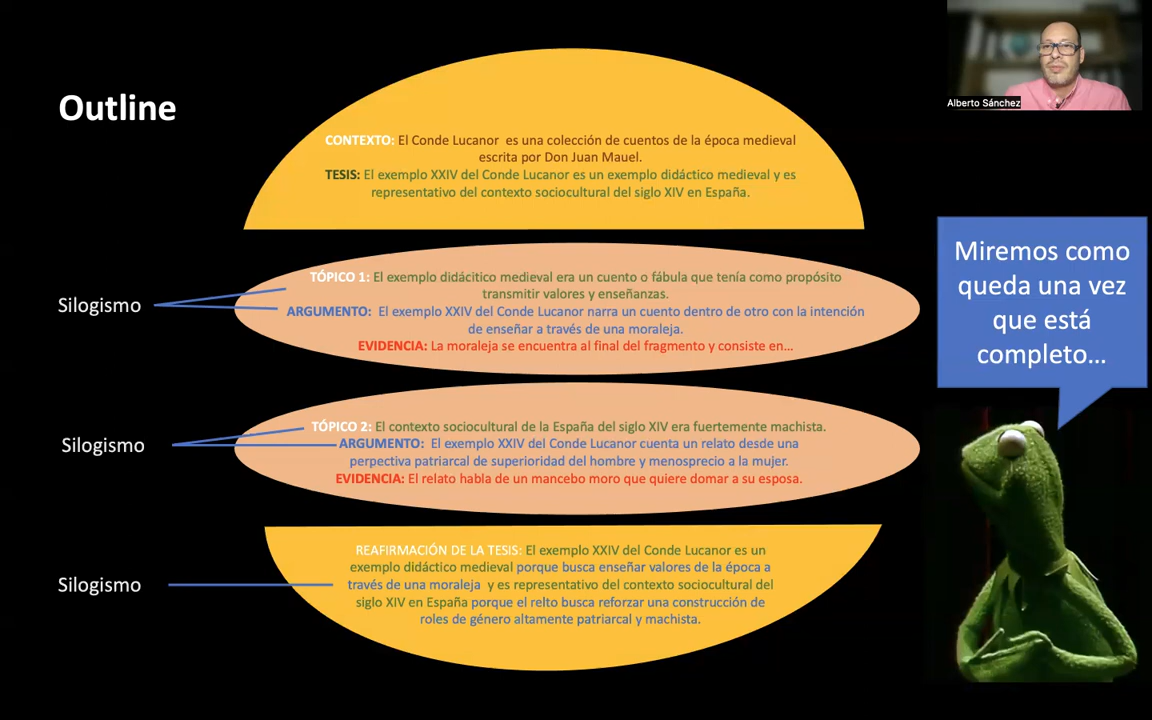 Outline
Alberto Sánchez
CONTEXTO: El Conde Lucanor es una colección de cuentos de la época medieval
escrita por Don Juan Mauel.
TESIS: El exemplo XXIV del Conde Lucanor es un exemplo didáctico medieval y es
representativo del contexto sociocultural del siglo XIV en España.
Silogismo
TÓPICO 1: El exemplo didácitico medieval era un cuento o fábula que tenía como propósito
transmitir valores y enseñanzas.
ARGUMENTO: El exemplo XXIV del Conde Lucanor narra un cuento dentro de otro con la intención
de enseñar a través de una moraleja.
EVIDENCIA: La moraleja se encuentra al final del fragmento y consiste en…
Miremos como
queda una vez
que está
completo…
Silogismo
TÓPICO 2: El contexto sociocultural de la España del siglo XIV era fuertemente machista.
ARGUMENTO: El exemplo XXIV del Conde Lucanor cuenta un relato desde una
perpectiva patriarcal de superioridad del hombre y menosprecio a la mujer.
EVIDENCIA: El relato habla de un mancebo moro que quiere domar a su esposa.
Silogismo
REAFIRMACIÓN DE LA TESIS: El exemplo XXIV del Conde Lucanor es un
exemplo didáctico medieval porque busca enseñar valores de la época a
través de una moraleja y es representativo del contexto sociocultural del
siglo XIV en España porque el relto busca reforzar una construcción de
roles de género altamente patriarcal y machista.